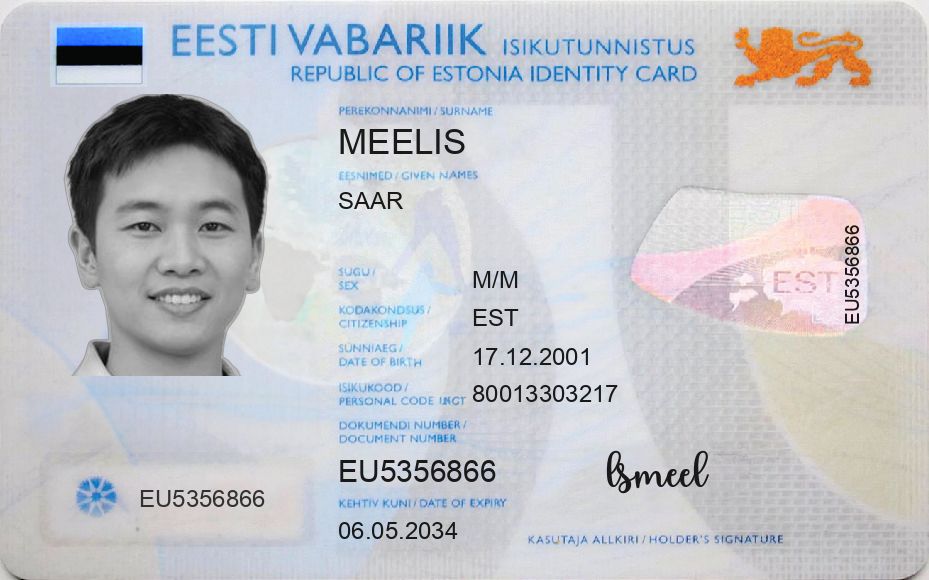 EESTI VABARIIK ISIKUTUNNISTUS
REPUBLIC OF ESTONIA IDENTITY CARD
PEREKONNANIMI / SURNAME
MEELIS
EESNIMED / GIVEN NAMES
SAAR
SUGU /
SEX
M/M
KODAKONDSUS /
CITIZENSHIP
EST
SÜNNIAEG /
DATE OF BIRTH
17.12.2001
ISIKUKOOD /
PERSONAL CODE
80013303217
DOKUMENDI NUMBER /
DOCUMENT NUMBER
EU5356866
KEHTIV KUNI / DATE OF EXPIRY
06.05.2034
EU5356866
EST
EU5356866
KASUTAJA ALLKIRI / HOLDER'S SIGNATURE